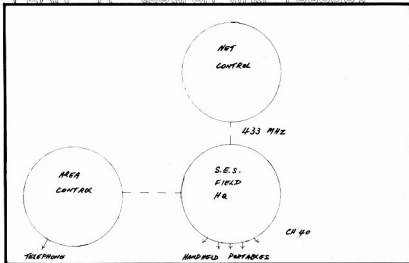 NET
CONTROL
433 MHz
AREA
CONTROL
S.E.S.
FIELD
HQ
CH 40
TELEPHONE
HANDHELD PORTABLES